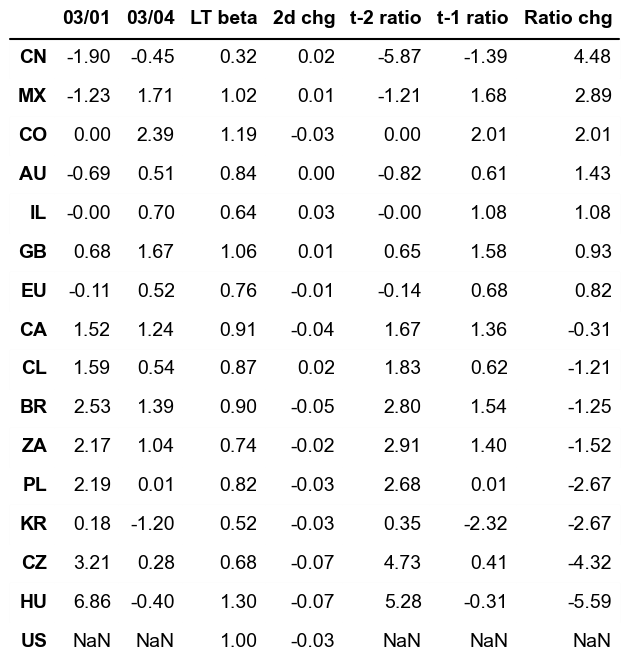 03/01 03/04 LT beta 2d chg t-2 ratio t-1 ratio Ratio chg
CN -1.90 -0.45 0.32 0.02 -5.87 -1.39 4.48
MX -1.23 1.71 1.02 0.01 -1.21 1.68 2.89
CO 0.00 2.39 1.19 -0.03 0.00 2.01 2.01
AU -0.69 0.51 0.84 0.00 -0.82 0.61 1.43
IL -0.00 0.70 0.64 0.03 -0.00 1.08 1.08
GB 0.68 1.67 1.06 0.01 0.65 1.58 0.93
EU -0.11 0.52 0.76 -0.01 -0.14 0.68 0.82
CA 1.52 1.24 0.91 -0.04 1.67 1.36 -0.31
CL 1.59 0.54 0.87 0.02 1.83 0.62 -1.21
BR 2.53 1.39 0.90 -0.05 2.80 1.54 -1.25
ZA 2.17 1.04 0.74 -0.02 2.91 1.40 -1.52
PL 2.19 0.01 0.82 -0.03 2.68 0.01 -2.67
KR 0.18 -1.20 0.52 -0.03 0.35 -2.32 -2.67
CZ 3.21 0.28 0.68 -0.07 4.73 0.41 -4.32
HU 6.86 -0.40 1.30 -0.07 5.28 -0.31 -5.59
US NaN NaN 1.00 -0.03 NaN NaN NaN